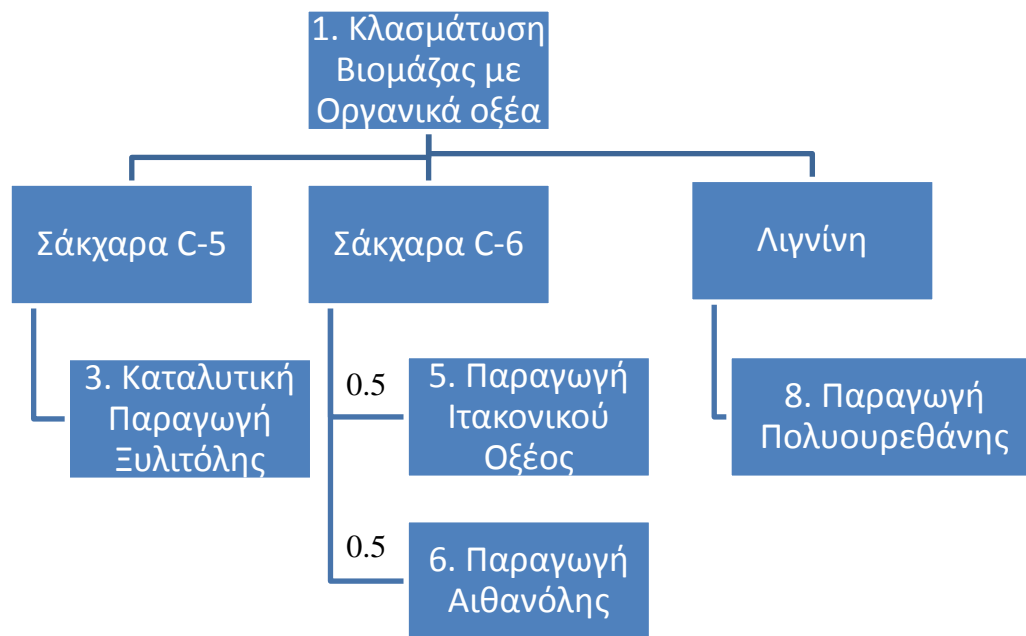 1. Κλασμάτωση
Βιομάζας με
Οργανικά οξέα
Σάκχαρα C-5
Σάκχαρα C-6
Λιγνίνη
3. Καταλυτική
Παραγωγή
Ξυλιτόλης
0.5
5. Παραγωγή
Ιτακονικού
Οξέος
8. Παραγωγή
Πολυουρεθάνης
0.5
6. Παραγωγή
Αιθανόλης